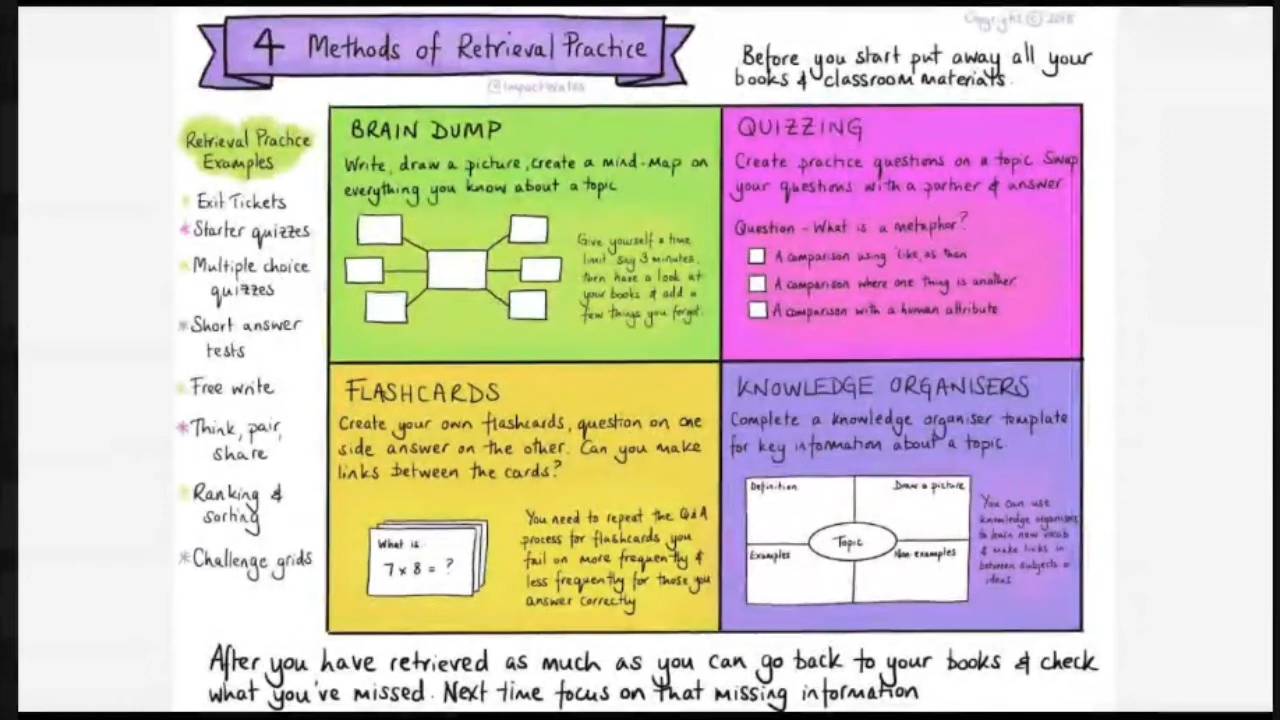 Copyright © 2018
4 Methods of Retrieval Practice
@ImpactWales
Before you start put away all your
books & classroom materials.
Retrieval Practice
Examples
Exit Tickets
* Starter quizzes
Multiple choice
quizzes
* Short answer
tests
Free write
* Think, pair,
share
Ranking &
sorting
* Challenge grids
BRAIN DUMP
Write, draw a picture, create a mind-map on
everything you know about a topic
Give yourself a time
limit say 3 minutes,
then have a look at
your books & add a
few things you forgot.
QUIZZING
Create practice questions on a topic Swap
your questions with a partner & answer
Question - What is a metaphor?
A comparison using 'like, as than
A comparison where one thing is another
A comparison with a human attribute
FLASHCARDS
Create your own flashcards, question on one
side answer on the other. Can you make
links between the cards?
What is.
7 x 8 = ?
You need to repeat the Q&A
process for flashcards you
fail on more frequently &
less frequently for those you
answer correctly
KNOWLEDGE ORGANISERS
Complete a knowledge organiser template
for key information about a topic.
Definition
Draw a picture
Topic
Examples
Non examples
You can use
knowledge organisers
to learn new vocab
& make links in
between subjects or
ideas
After you have retrieved as much as you can go back to your books & check
what you've missed. Next time focus on that missing information